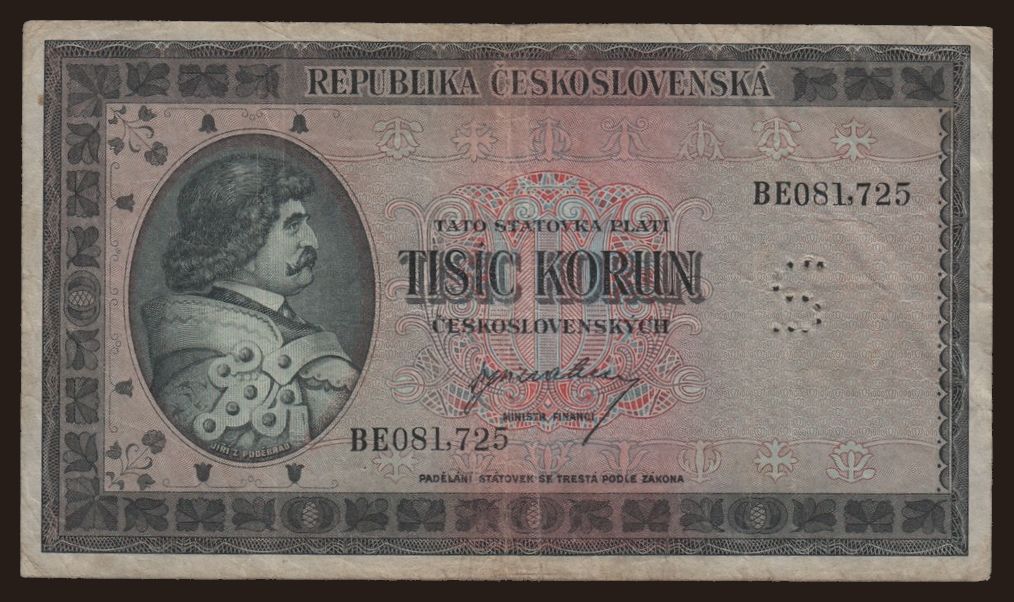 REPUBLIKA ČESKOSLOVENSKÁ
BE081,725
TATO STÁTOVKA PLATÍ
TISÍC KORUN
ČESKOSLOVENSKÝCH
MINISTR FINANCÍ
BE081,725
JIŘÍ Z PODĚBRAD
PADĚLÁNÍ STÁTOVEK SE TRESTÁ PODLE ZÁKONA
S